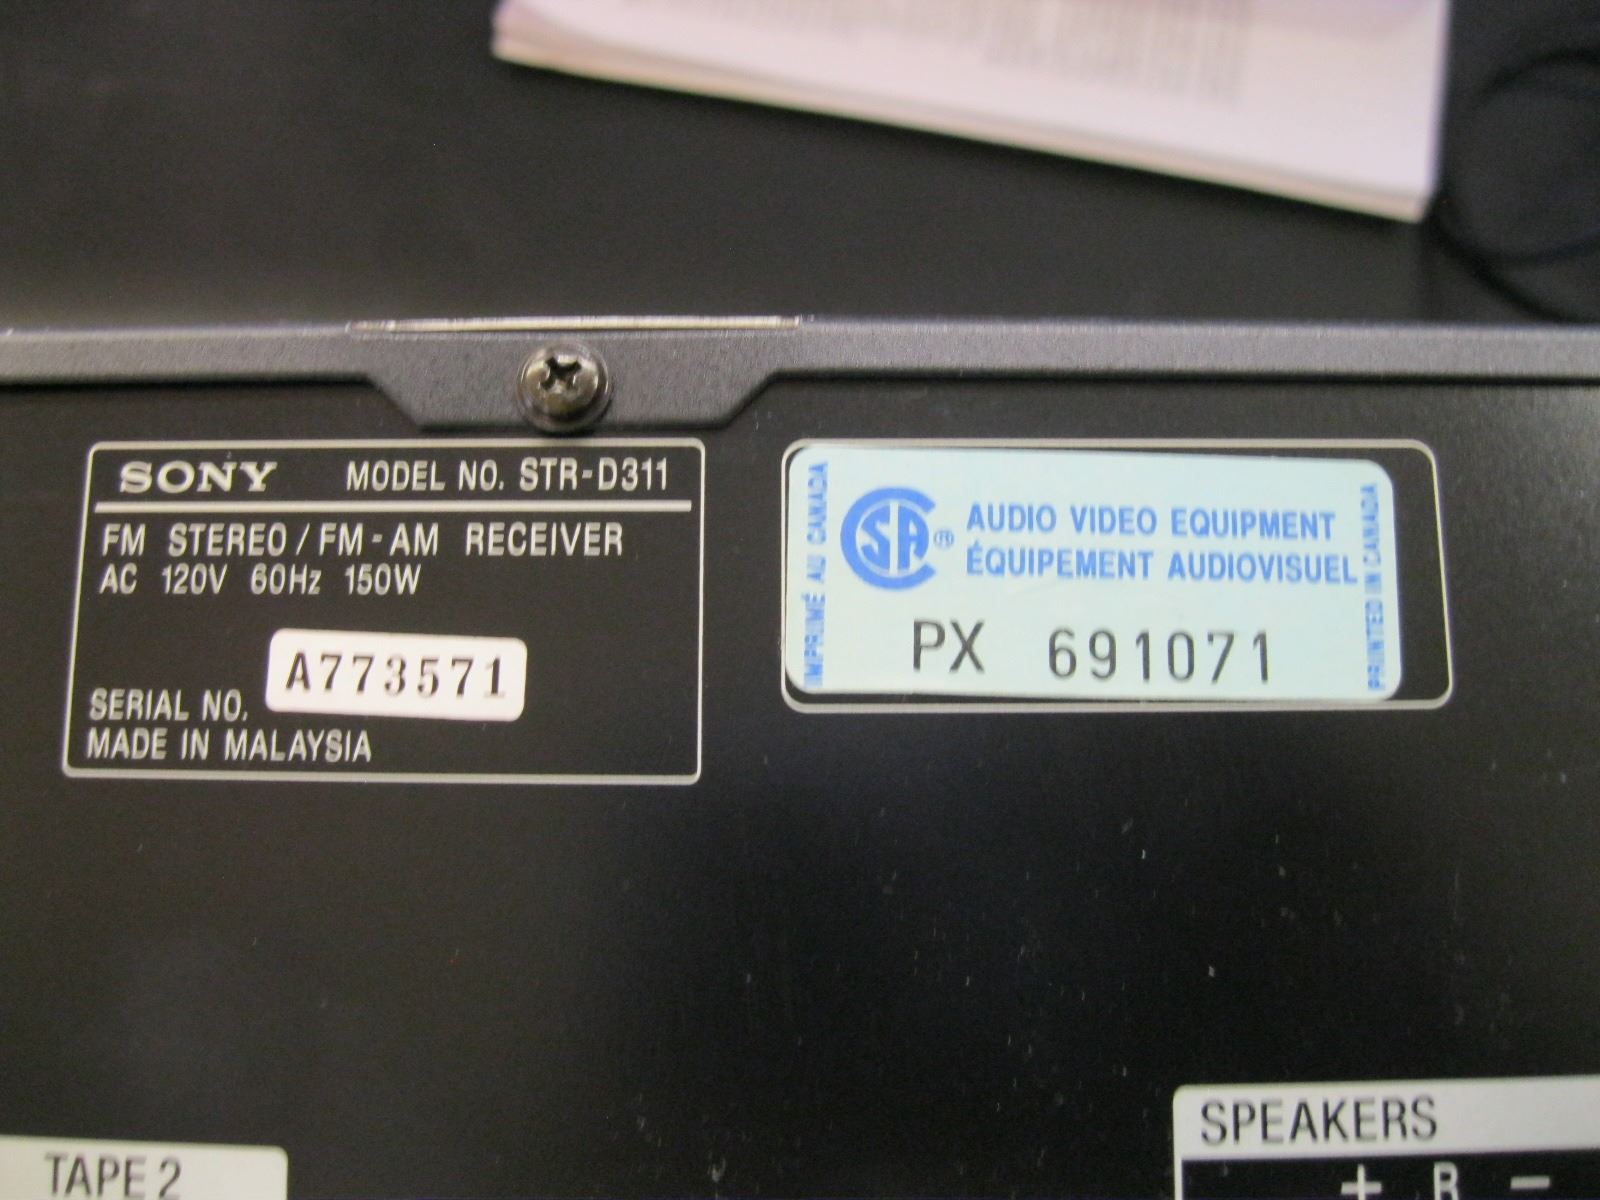 SONY MODEL NO. STR-D311
FM STEREO / FM-AM RECEIVER
AC 120V 60Hz 150W
A773571
SERIAL NO.
MADE IN MALAYSIA
IMPRIMÉ AU CANADA
CSA ®
AUDIO VIDEO EQUIPMENT
ÉQUIPEMENT AUDIOVISUEL
PX 691071
PRINTED IN CANADA
TAPE 2
SPEAKERS
+ R −